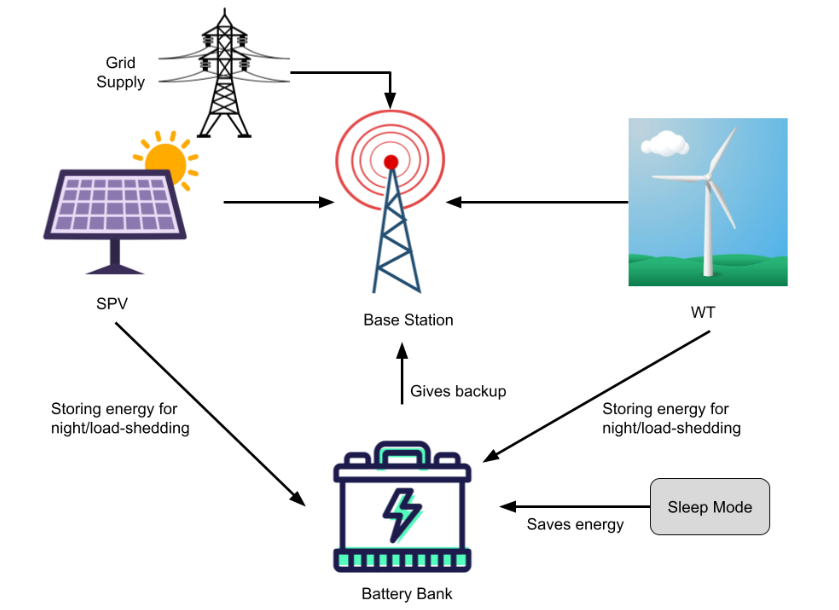 Grid
Supply
SPV
Base Station
WT
Gives backup
Storing energy for
night/load-shedding
Storing energy for
night/load-shedding
Sleep Mode
Saves energy
Battery Bank